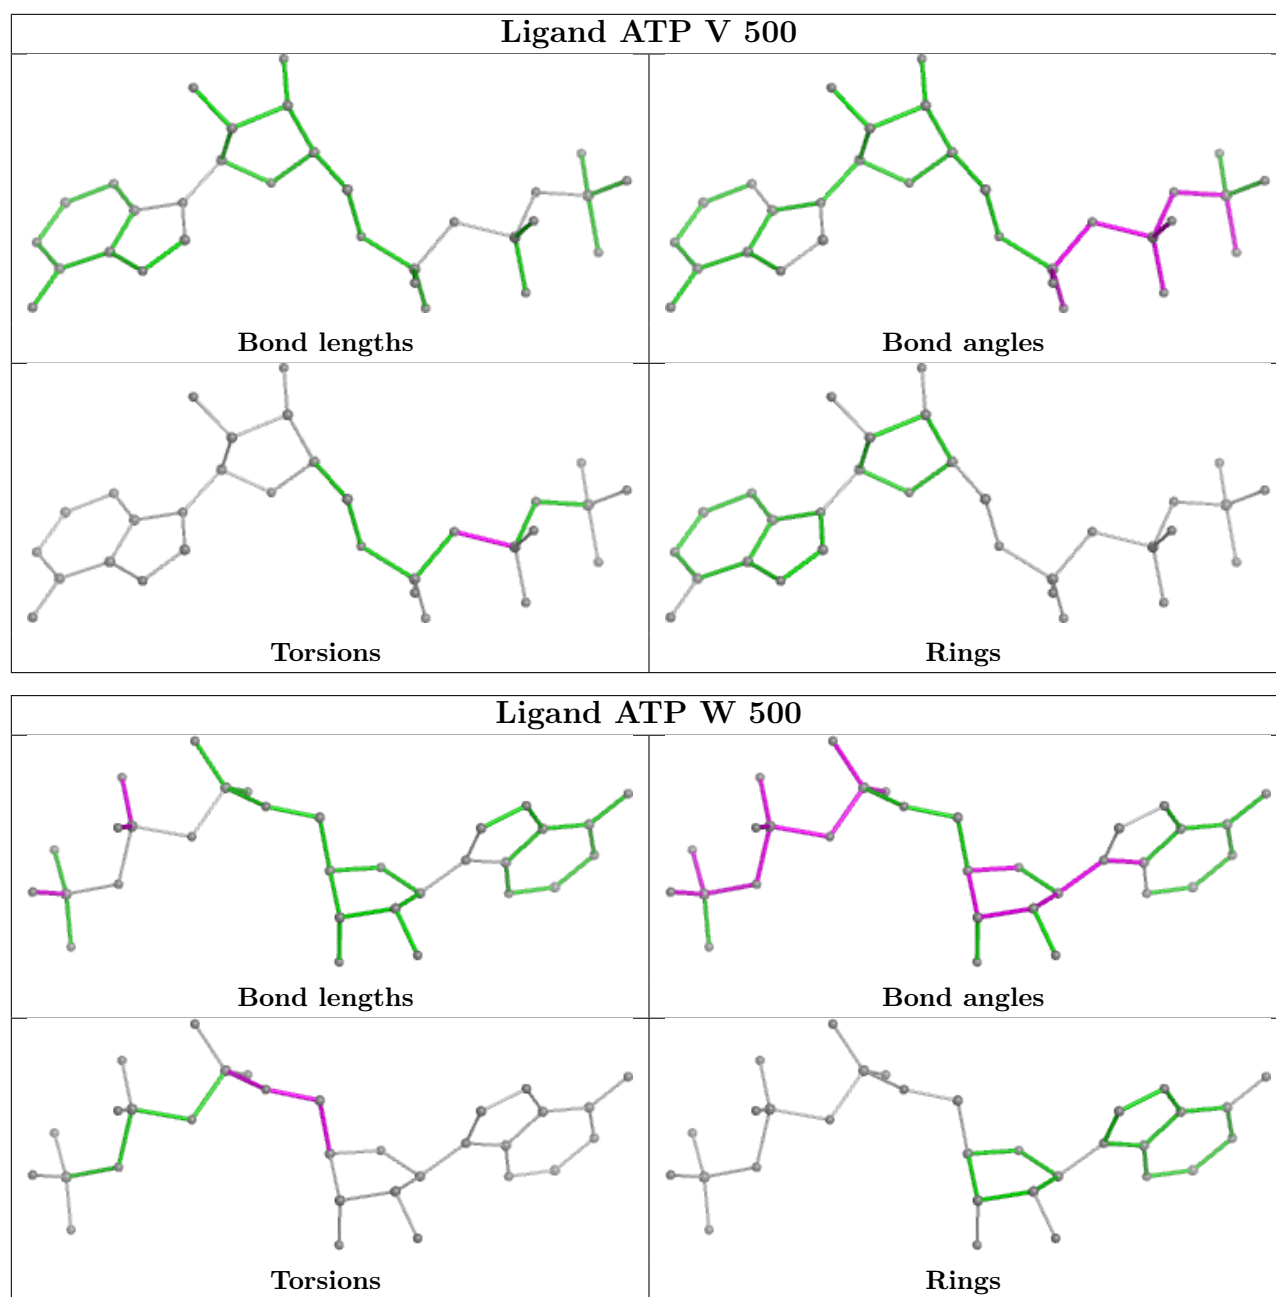 Ligand ATP V 500
Bond lengths
Bond angles
Torsions
Rings
Ligand ATP W 500
Bond lengths
Bond angles
Torsions
Rings